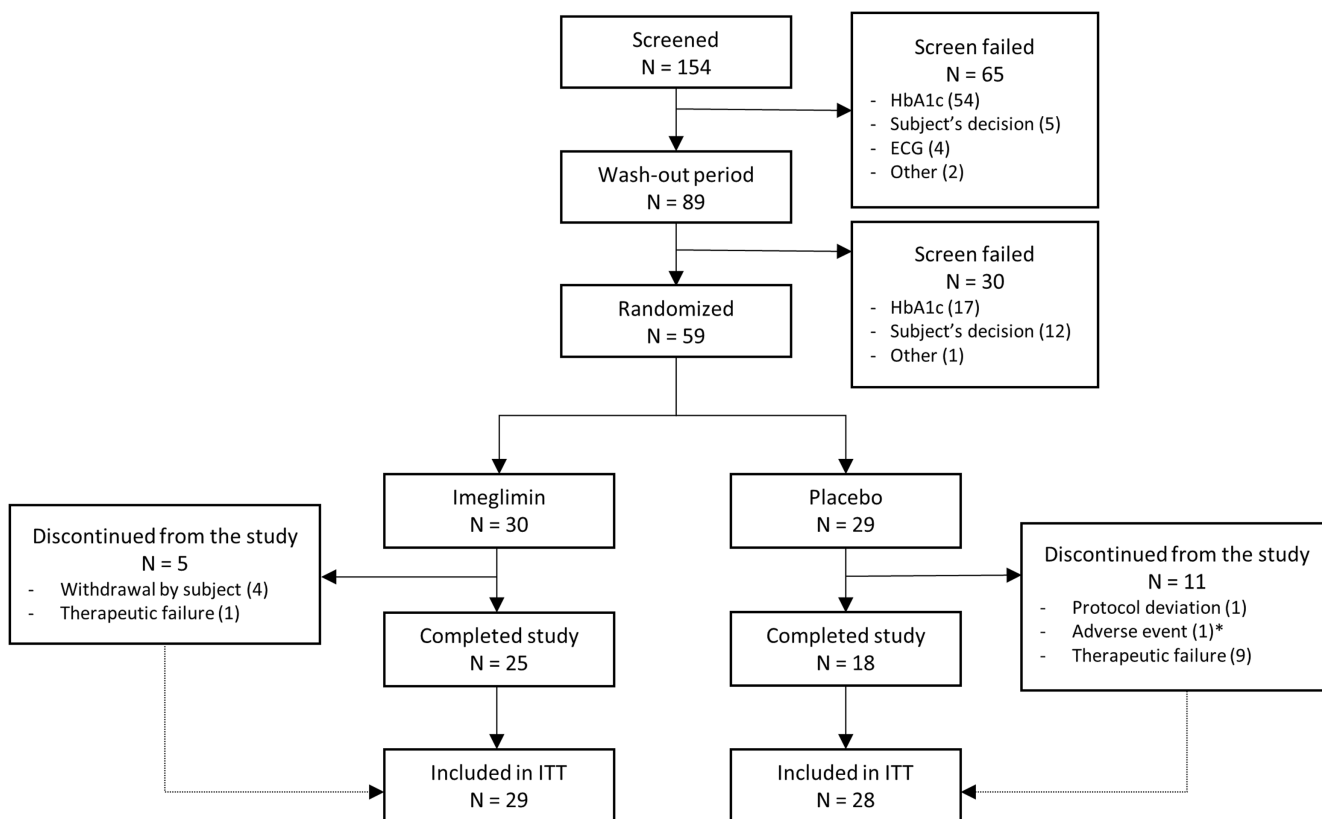 Screened
N = 154
Screen failed
N = 65
- HbA1c (54)
- Subject's decision (5)
- ECG (4)
- Other (2)
Wash-out period
N = 89
Screen failed
N = 30
- HbA1c (17)
- Subject's decision (12)
- Other (1)
Randomized
N = 59
Imeglimin
N = 30
Placebo
N = 29
Discontinued from the study
N = 5
- Withdrawal by subject (4)
- Therapeutic failure (1)
Discontinued from the study
N = 11
- Protocol deviation (1)
- Adverse event (1)*
- Therapeutic failure (9)
Completed study
N = 25
Completed study
N = 18
Included in ITT
N = 29
Included in ITT
N = 28